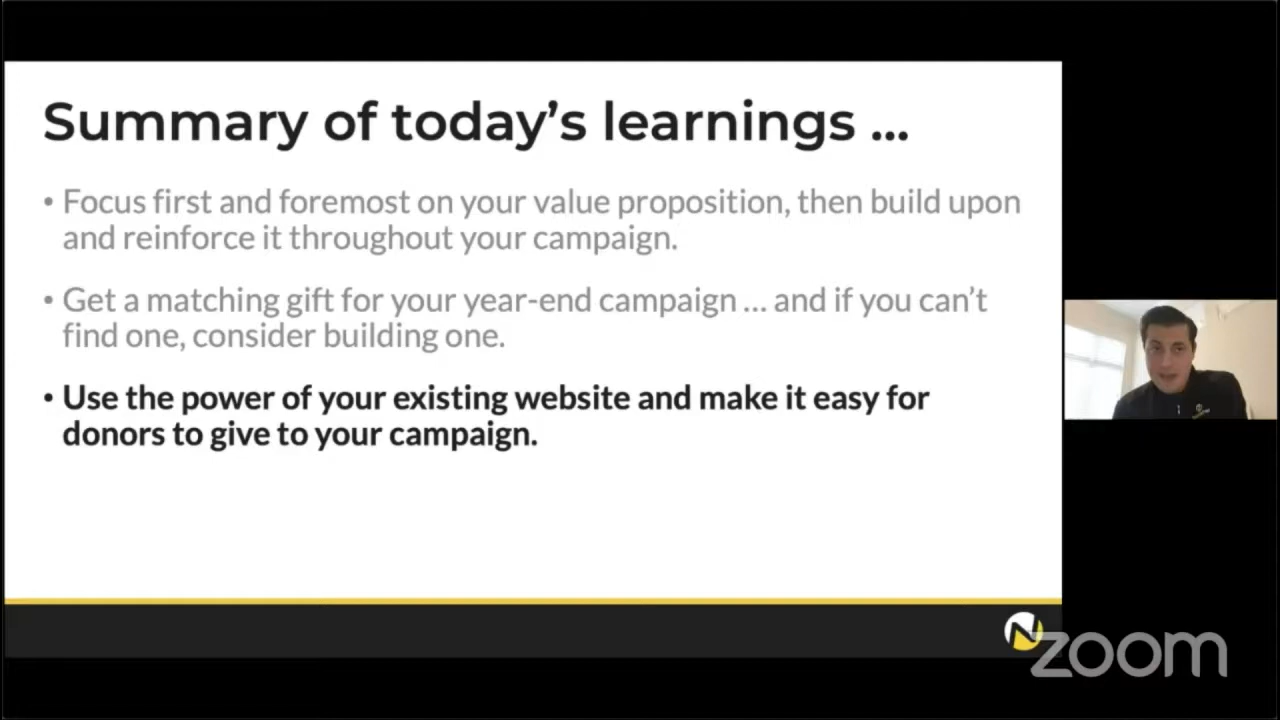 Summary of today's learnings ...
• Focus first and foremost on your value proposition, then build upon
and reinforce it throughout your campaign.
• Get a matching gift for your year-end campaign ... and if you can't
find one, consider building one.
• Use the power of your existing website and make it easy for
donors to give to your campaign.
N
zoom